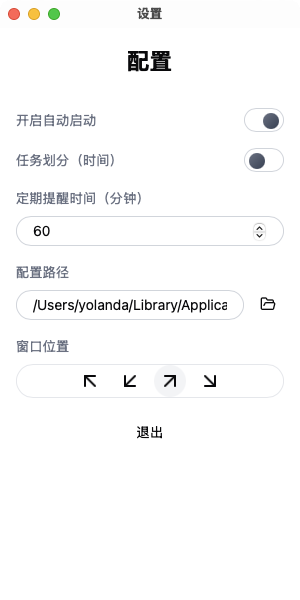 设置
配置
开启自动启动
任务划分（时间）
定期提醒时间（分钟）
60
配置路径
/Users/yolanda/Library/Applica
窗口位置
退出